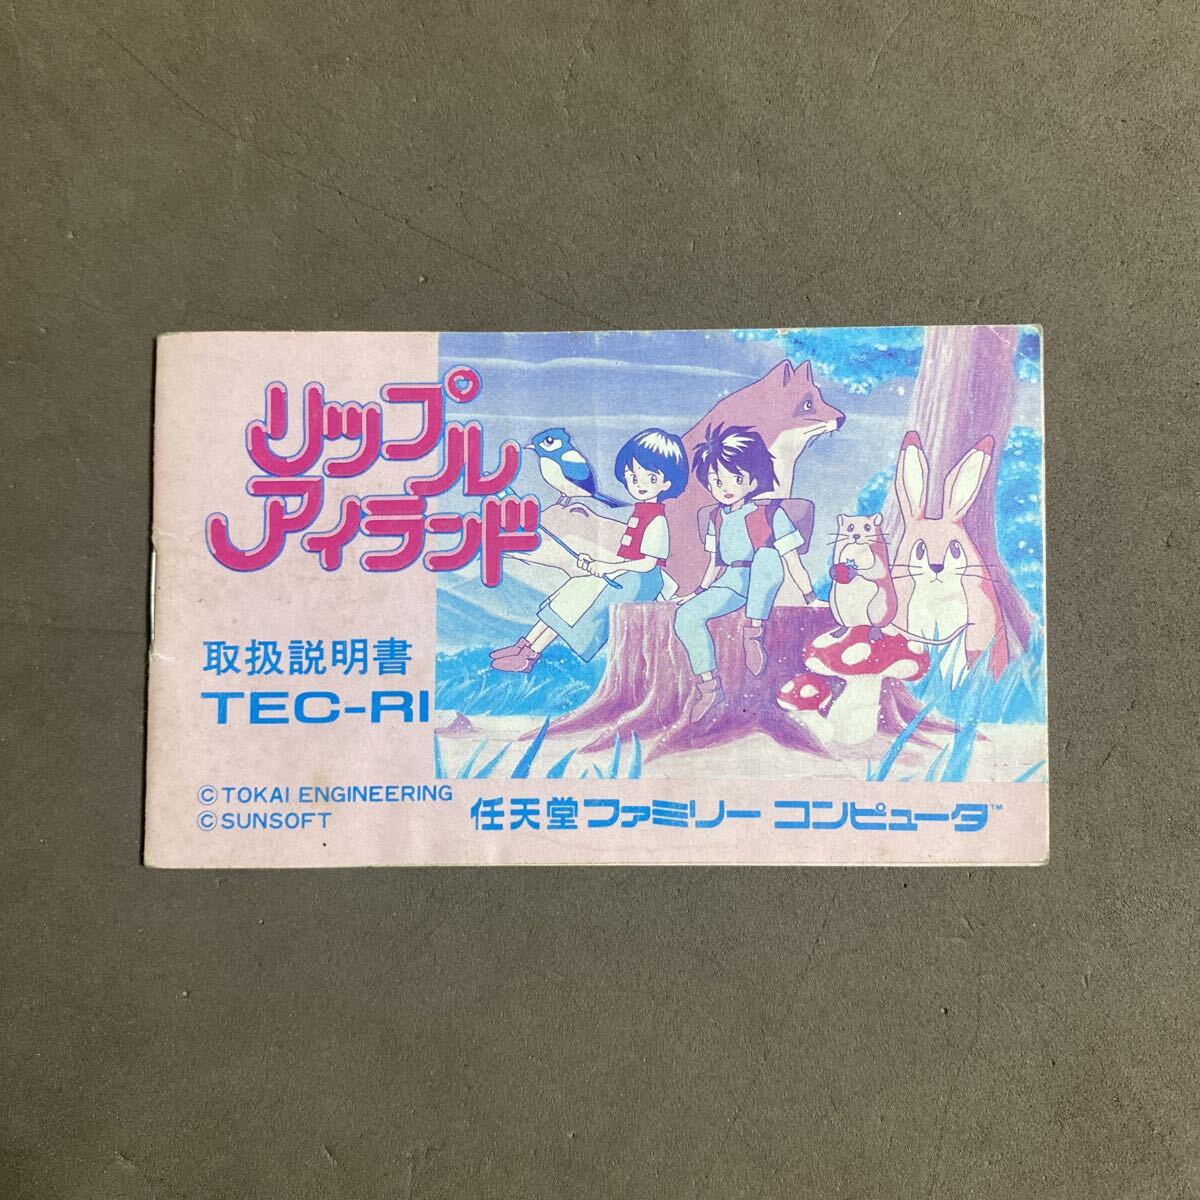 リップル
アイランド
取扱説明書
TEC-RI
©TOKAI ENGINEERING
©SUNSOFT
任天堂ファミリーコンピュータ™